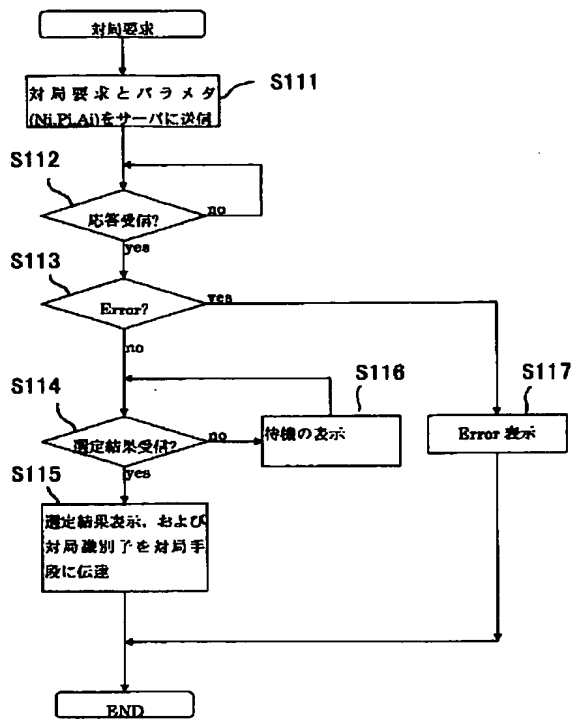 対局要求
S111
対局要求とパラメタ
(Ni,Pi,Ai)をサーバに送信
S112
応答受信?
no
yes
S113
Error?
yes
no
S114
選定結果受信?
no
yes
S116
待機の表示
S117
Error 表示
S115
選定結果表示、および
対局識別子を対局手
段に伝達
END